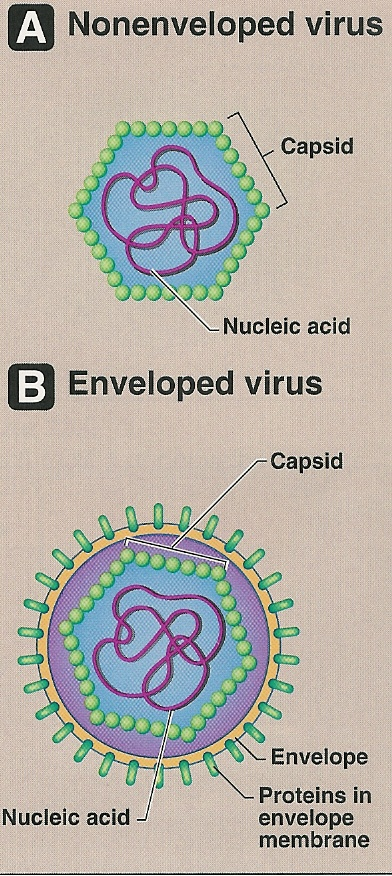 A Nonenveloped virus
Capsid
Nucleic acid
B Enveloped virus
Capsid
Envelope
Proteins in
envelope
membrane
Nucleic acid